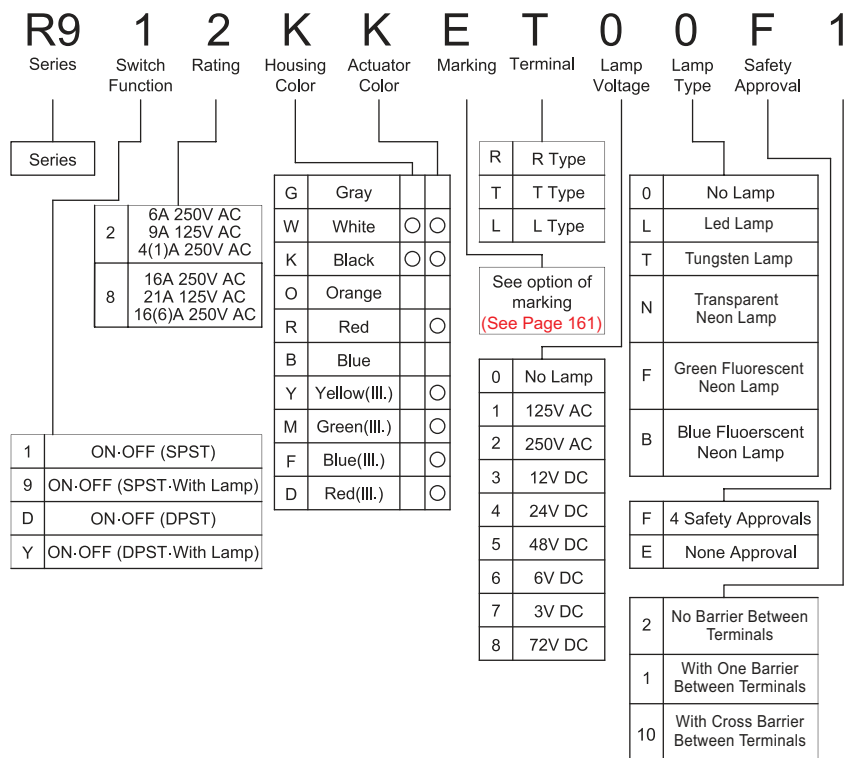 R9 1 2 K K E T 0 0 F 1
Series Switch Function Rating Housing Color Actuator Color Marking Terminal Lamp Voltage Lamp Type Safety Approval
Series
2 6A 250V AC
9A 125V AC
4(1)A 250V AC
8 16A 250V AC
21A 125V AC
16(6)A 250V AC
1 ON·OFF (SPST)
9 ON·OFF (SPST·With Lamp)
D ON·OFF (DPST)
Y ON·OFF (DPST·With Lamp)
G Gray
W White ○ ○
K Black ○ ○
O Orange
R Red ○
B Blue
Y Yellow(Ill.) ○
M Green(Ill.) ○
F Blue(Ill.) ○
D Red(Ill.) ○
R R Type
T T Type
L L Type
See option of
marking
(See Page 161)
0 No Lamp
1 125V AC
2 250V AC
3 12V DC
4 24V DC
5 48V DC
6 6V DC
7 3V DC
8 72V DC
0 No Lamp
L Led Lamp
T Tungsten Lamp
N Transparent
Neon Lamp
F Green Fluorescent
Neon Lamp
B Blue Fluoerscent
Neon Lamp
F 4 Safety Approvals
E None Approval
2 No Barrier Between
Terminals
1 With One Barrier
Between Terminals
10 With Cross Barrier
Between Terminals